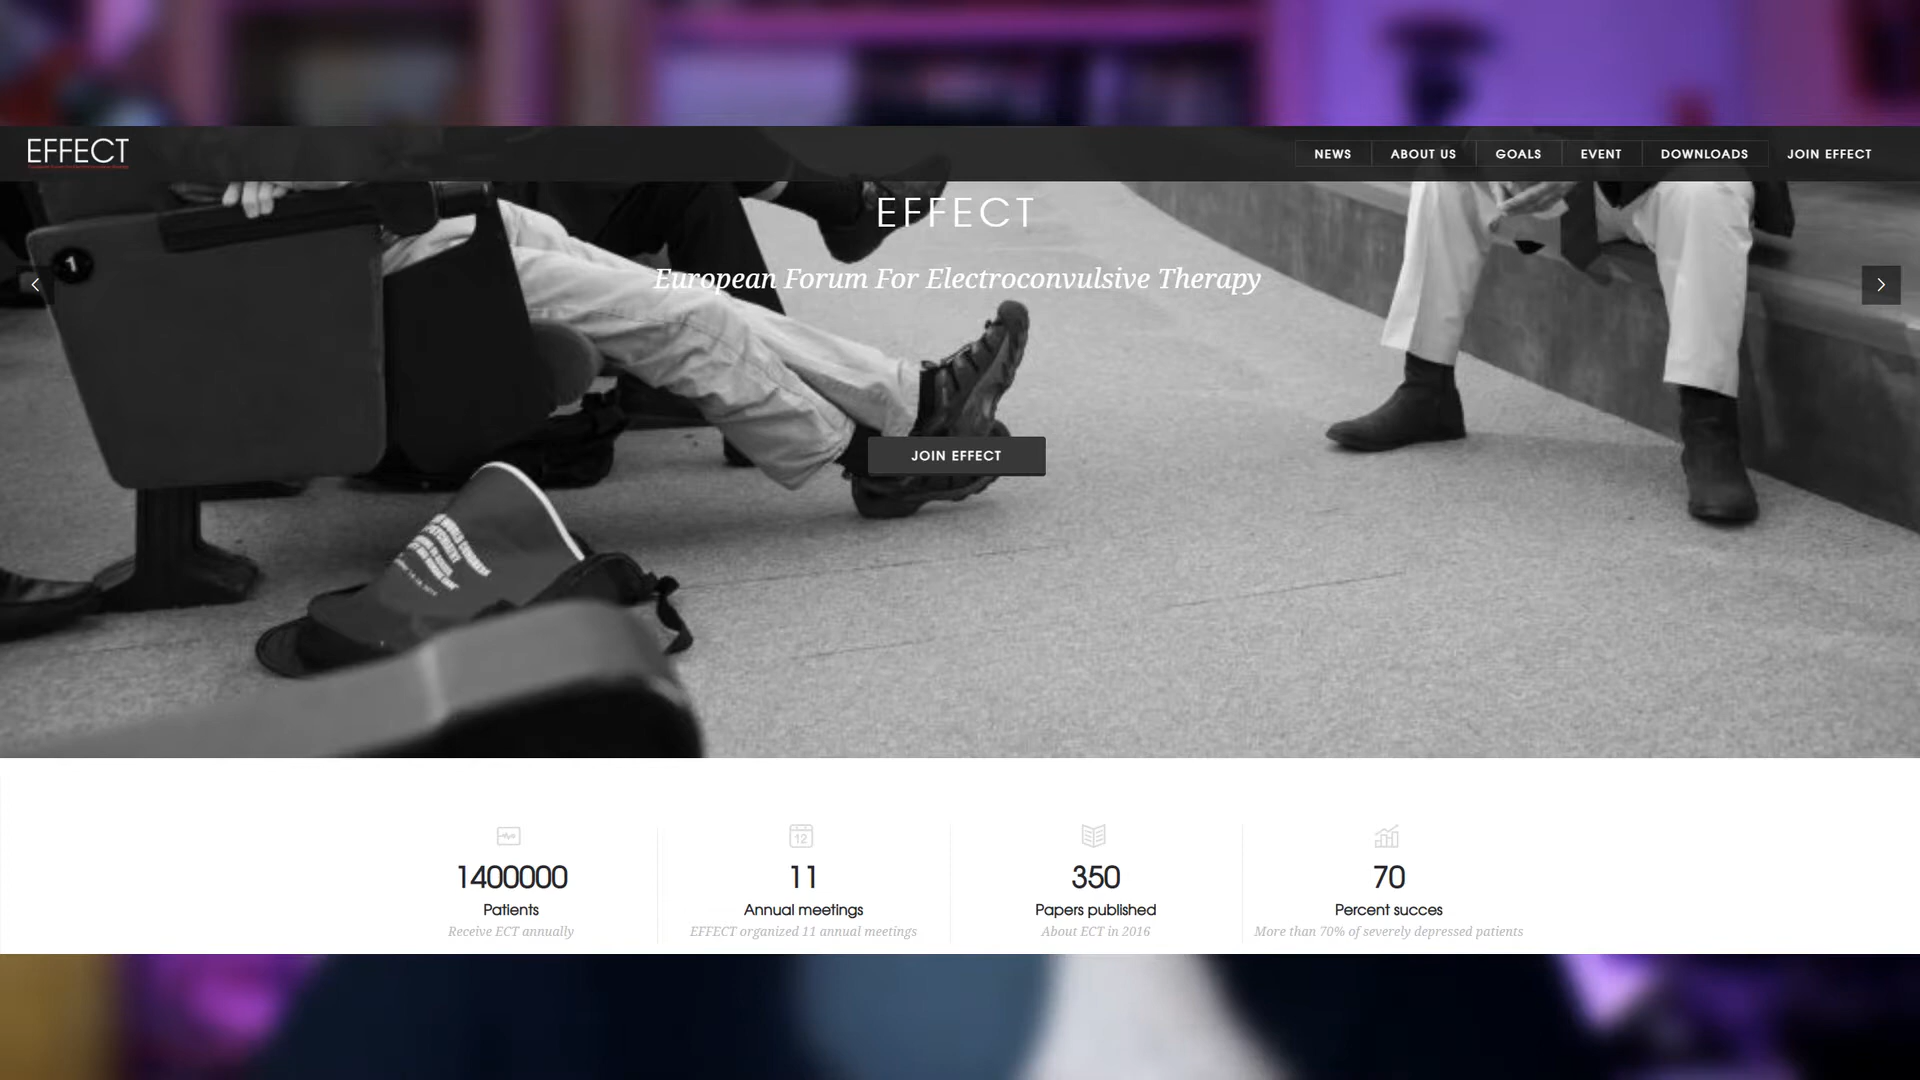 EFFECT
NEWS
ABOUT US
GOALS
EVENT
DOWNLOADS
JOIN EFFECT
EFFECT
European Forum For Electroconvulsive Therapy
1
JOIN EFFECT
12
1400000
Patients
Receive ECT annually
11
Annual meetings
EFFECT organized 11 annual meetings
350
Papers published
About ECT in 2016
70
Percent succes
More than 70% of severely depressed patients